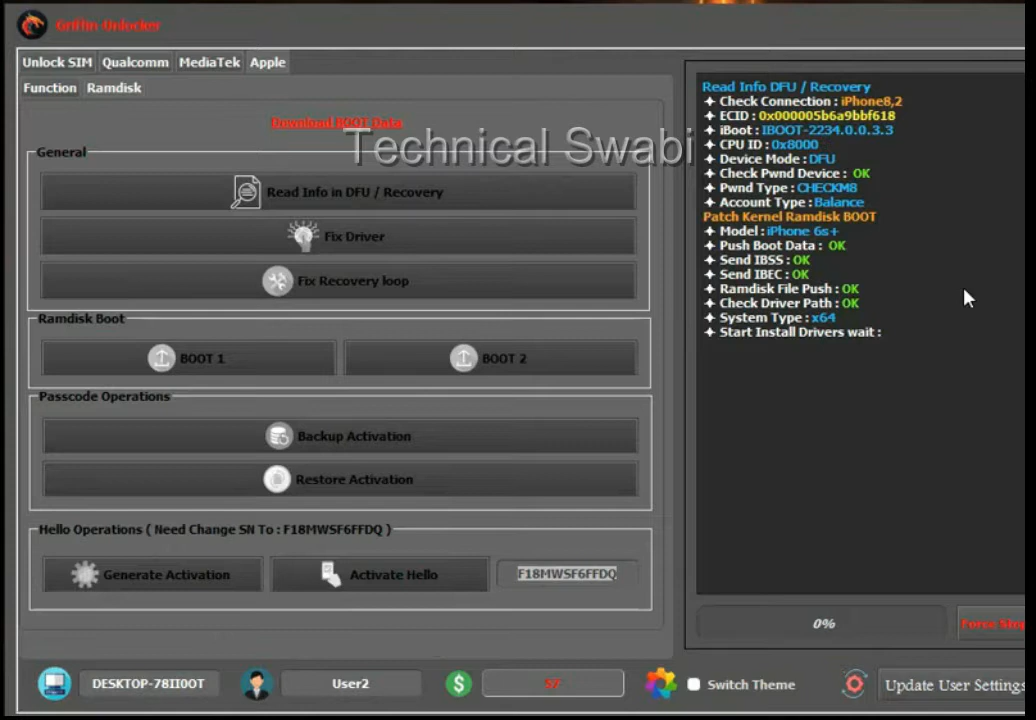 Griffin-Unlocker
Unlock SIM Qualcomm MediaTek Apple
Function Ramdisk
Download BOOT Data
Technical Swabi
General
Read Info in DFU / Recovery
Fix Driver
Fix Recovery loop
Ramdisk Boot
BOOT 1 BOOT 2
Passcode Operations
Backup Activation
Restore Activation
Hello Operations ( Need Change SN To : F18MWSF6FFDQ )
Generate Activation Activate Hello F18MWSF6FFDQ
Read Info DFU / Recovery
Check Connection : iPhone8,2
ECID : 0x000005b6a9bbf618
iBoot : IBOOT-2234.0.0.3.3
CPU ID : 0x8000
Device Mode : DFU
Check Pwnd Device : OK
Pwnd Type : CHECKM8
Account Type : Balance
Patch Kernel Ramdisk BOOT
Model : iPhone 6s+
Push Boot Data : OK
Send IBSS : OK
Send IBEC : OK
Ramdisk File Push : OK
Check Driver Path : OK
System Type : x64
Start Install Drivers wait :
0% Force
DESKTOP-78II0OT User2 Switch Theme Update User Settings